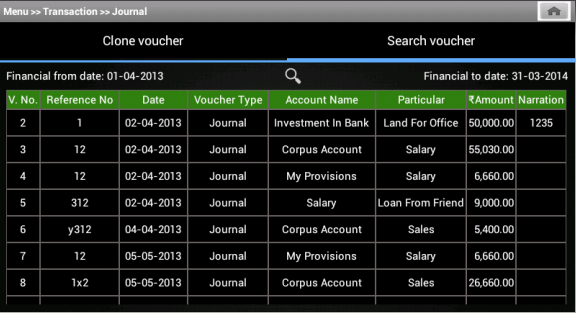 Menu >> Transaction >> Journal
Clone voucher Search voucher
Financial from date: 01-04-2013 Financial to date: 31-03-2014
V. No. Reference No Date Voucher Type Account Name Particular ₹Amount Narration
2 1 02-04-2013 Journal Investment In Bank Land For Office 50,000.00 1235
3 12 02-04-2013 Journal Corpus Account Salary 55,030.00
4 12 02-04-2013 Journal My Provisions Salary 6,660.00
5 312 02-04-2013 Journal Salary Loan From Friend 9,000.00
6 y312 04-04-2013 Journal Corpus Account Sales 5,400.00
7 12 05-05-2013 Journal My Provisions Salary 6,660.00
8 1x2 05-05-2013 Journal Corpus Account Sales 26,660.00